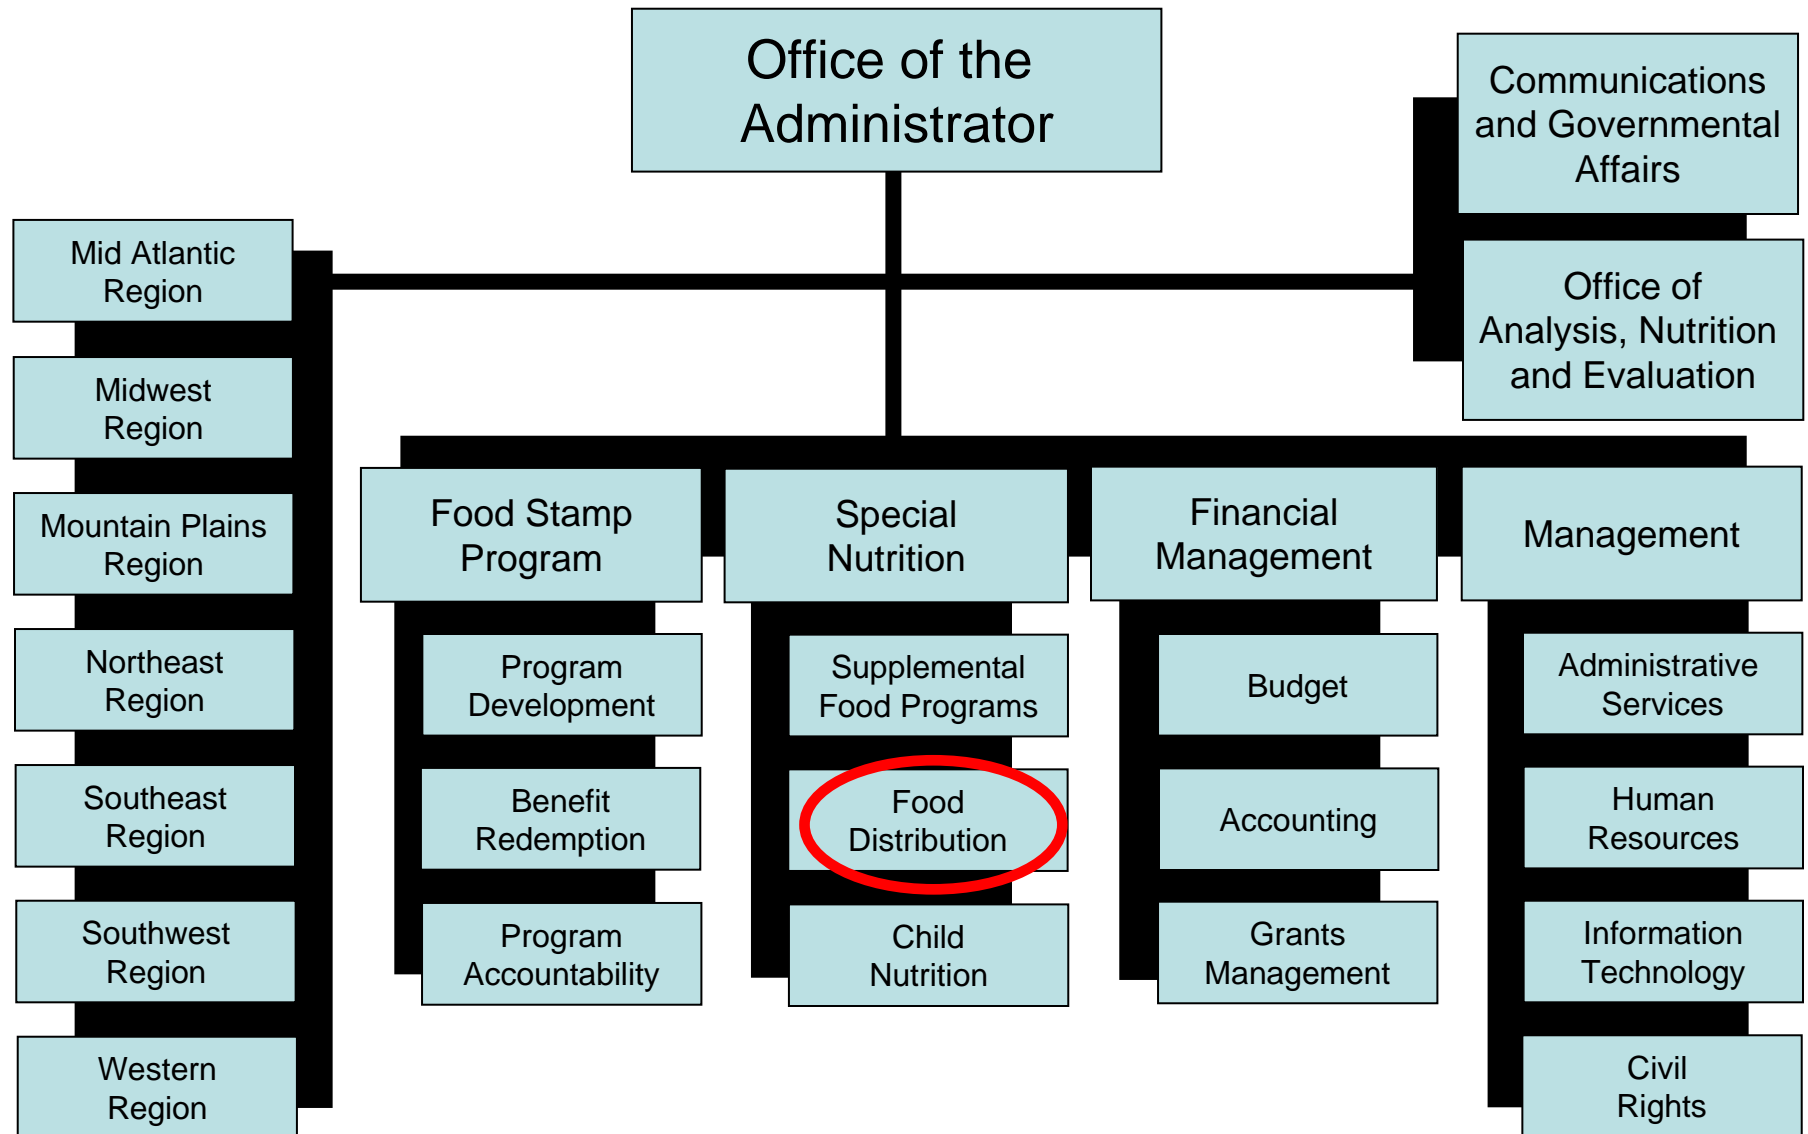 Office of the
Administrator
Communications
and Governmental
Affairs
Office of
Analysis, Nutrition
and Evaluation
Mid Atlantic
Region
Midwest
Region
Mountain Plains
Region
Northeast
Region
Southeast
Region
Southwest
Region
Western
Region
Food Stamp
Program
Program
Development
Benefit
Redemption
Program
Accountability
Special
Nutrition
Supplemental
Food Programs
Food
Distribution
Child
Nutrition
Financial
Management
Budget
Accounting
Grants
Management
Management
Administrative
Services
Human
Resources
Information
Technology
Civil
Rights